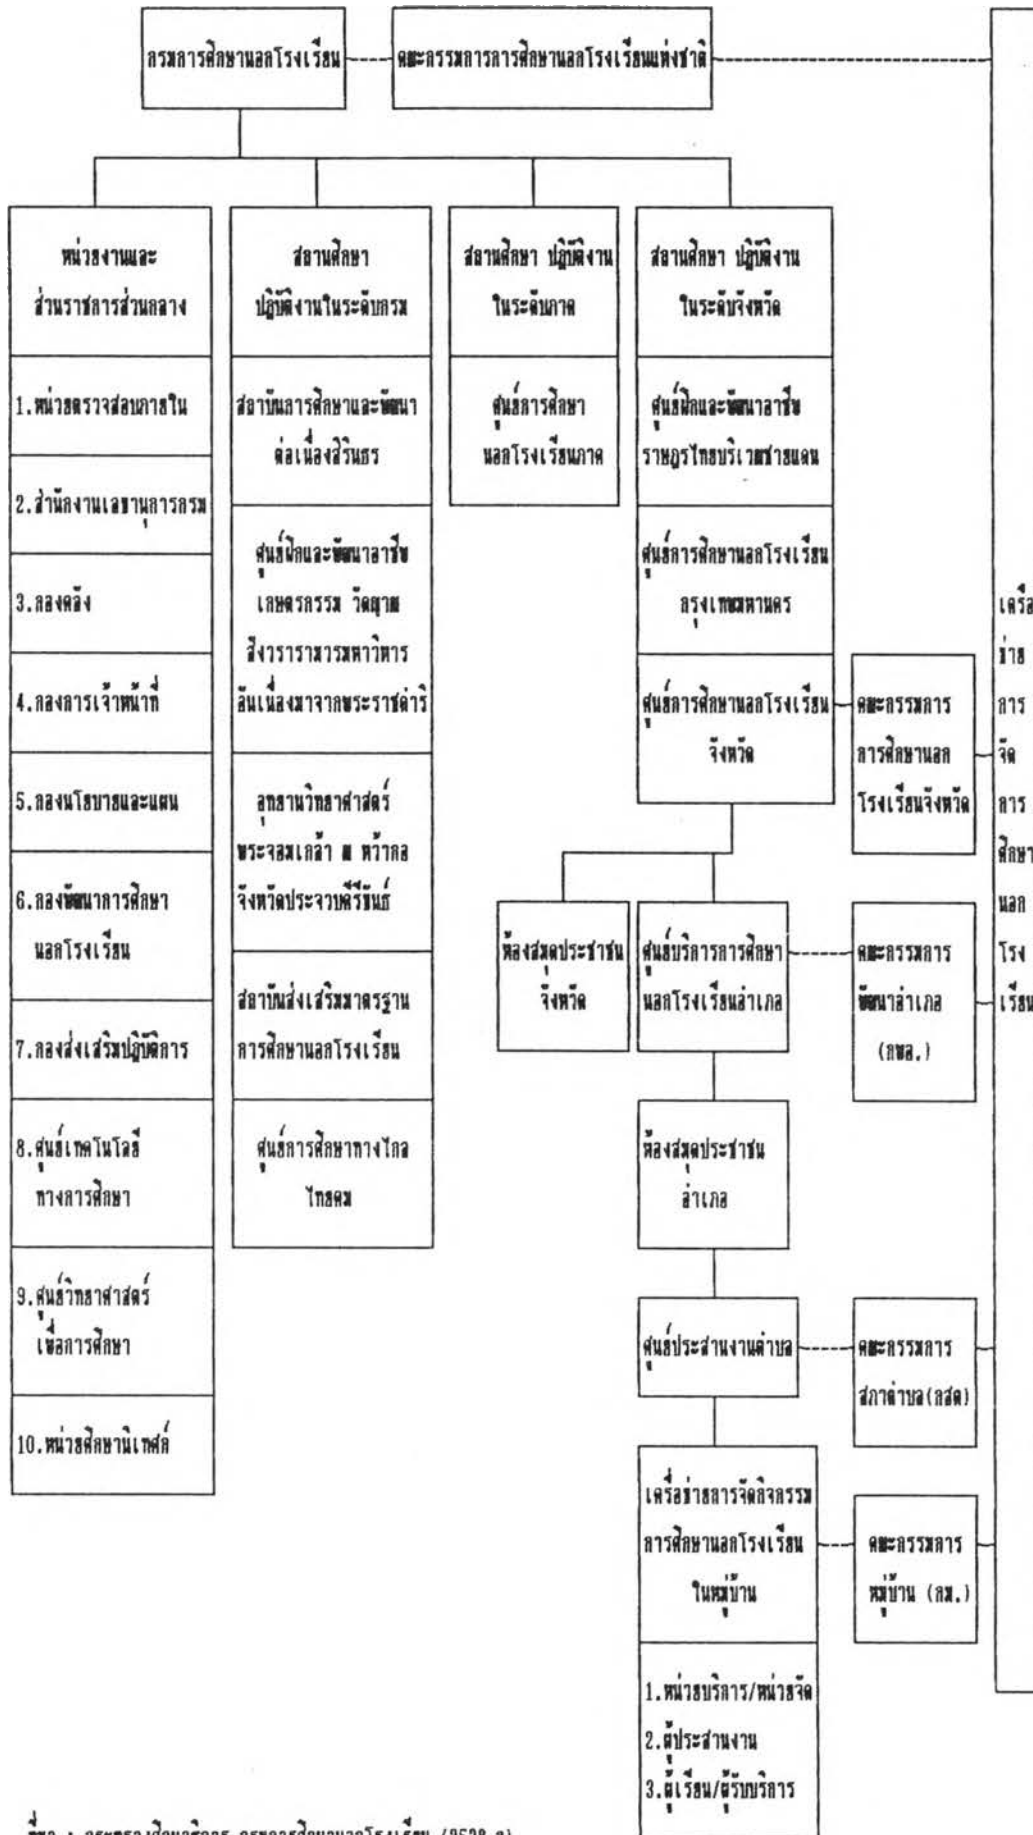 กรมการศึกษานอกโรงเรียน
คณะกรรมการการศึกษานอกโรงเรียนแห่งชาติ
หน่วยงานและ
ส่วนราชการส่วนกลาง
1.หน่วยตรวจสอบภายใน
2.สำนักงานเลขานุการกรม
3.กองคลัง
4.กองการเจ้าหน้าที่
5.กองนโยบายและแผน
6.กองพัฒนาการศึกษา
นอกโรงเรียน
7.กองส่งเสริมปฏิบัติการ
8.ศูนย์เทคโนโลยี
ทางการศึกษา
9.ศูนย์วิทยาศาสตร์
เพื่อการศึกษา
10.หน่วยศึกษานิเทศก์
สถานศึกษา
ปฏิบัติงานในระดับกรม
สถาบันการศึกษาและพัฒนา
ต่อเนื่องสิรินธร
ศูนย์ฝึกและพัฒนาอาชีพ
เกษตรกรรม วัดญาณ
สังวรารามารมหาวิหาร
อันเนื่องมาจากพระราชดำริ
อุทยานวิทยาศาสตร์
พระจอมเกล้า ณ หว้ากอ
จังหวัดประจวบคีรีขันธ์
สถาบันส่งเสริมมาตรฐาน
การศึกษานอกโรงเรียน
ศูนย์การศึกษาทางไกล
ไทยคม
สถานศึกษา ปฏิบัติงาน
ในระดับภาค
ศูนย์การศึกษา
นอกโรงเรียนภาค
สถานศึกษา ปฏิบัติงาน
ในระดับจังหวัด
ศูนย์ฝึกและพัฒนาอาชีพ
ราษฎรไทยบริเวณชายแดน
ศูนย์การศึกษานอกโรงเรียน
กรุงเทพมหานคร
ศูนย์การศึกษานอกโรงเรียน
จังหวัด
คณะกรรมการ
การศึกษานอก
โรงเรียนจังหวัด
ห้องสมุดประชาชน
จังหวัด
ศูนย์บริการการศึกษา
นอกโรงเรียนอำเภอ
คณะกรรมการ
พัฒนาอำเภอ
(กพอ.)
ห้องสมุดประชาชน
อำเภอ
ศูนย์ประสานงานตำบล
คณะกรรมการ
สภาตำบล(กสต)
เครือข่ายการจัดกิจกรรม
การศึกษานอกโรงเรียน
ในหมู่บ้าน
คณะกรรมการ
หมู่บ้าน (กม.)
1.หน่วยบริการ/หน่วยจัด
2.ผู้ประสานงาน
3.ผู้เรียน/ผู้รับบริการ
เครือ
ข่าย
การ
จัด
การ
ศึกษา
นอก
โรง
เรียน